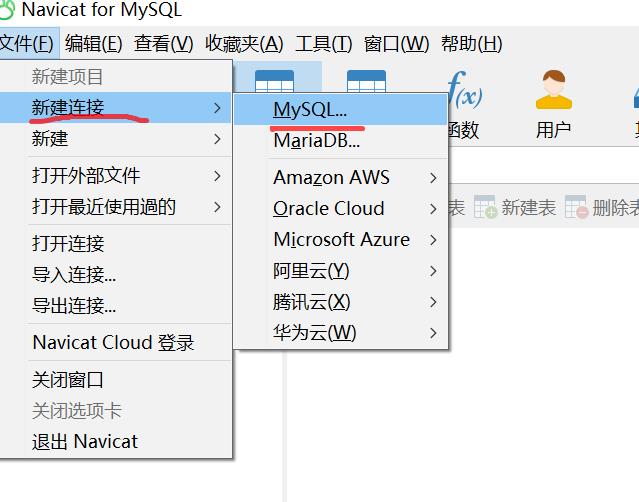 Navicat for MySQL
文件(F) 编辑(E) 查看(V) 收藏夹(A) 工具(T) 窗口(W) 帮助(H)
新建项目
新建连接
新建
打开外部文件
打开最近使用過的
打开连接
导入连接...
导出连接...
Navicat Cloud 登录
关闭窗口
关闭选项卡
退出 Navicat
MySQL...
MariaDB...
Amazon AWS
Oracle Cloud
Microsoft Azure
阿里云(Y)
腾讯云(X)
华为云(W)
f(x)
函数
用户
表 新建表 删除表